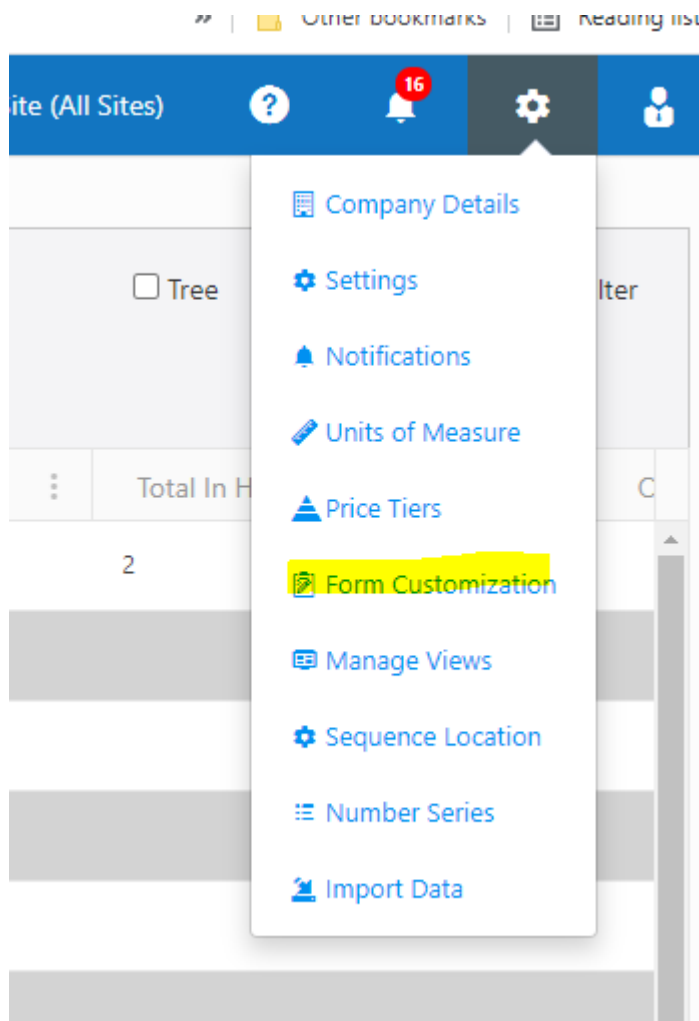 » Other bookmarks Reading list
ite (All Sites) ? 16
Company Details
Tree Settings lter
Notifications
Units of Measure
Total In H Price Tiers C
2
Form Customization
Manage Views
Sequence Location
Number Series
Import Data